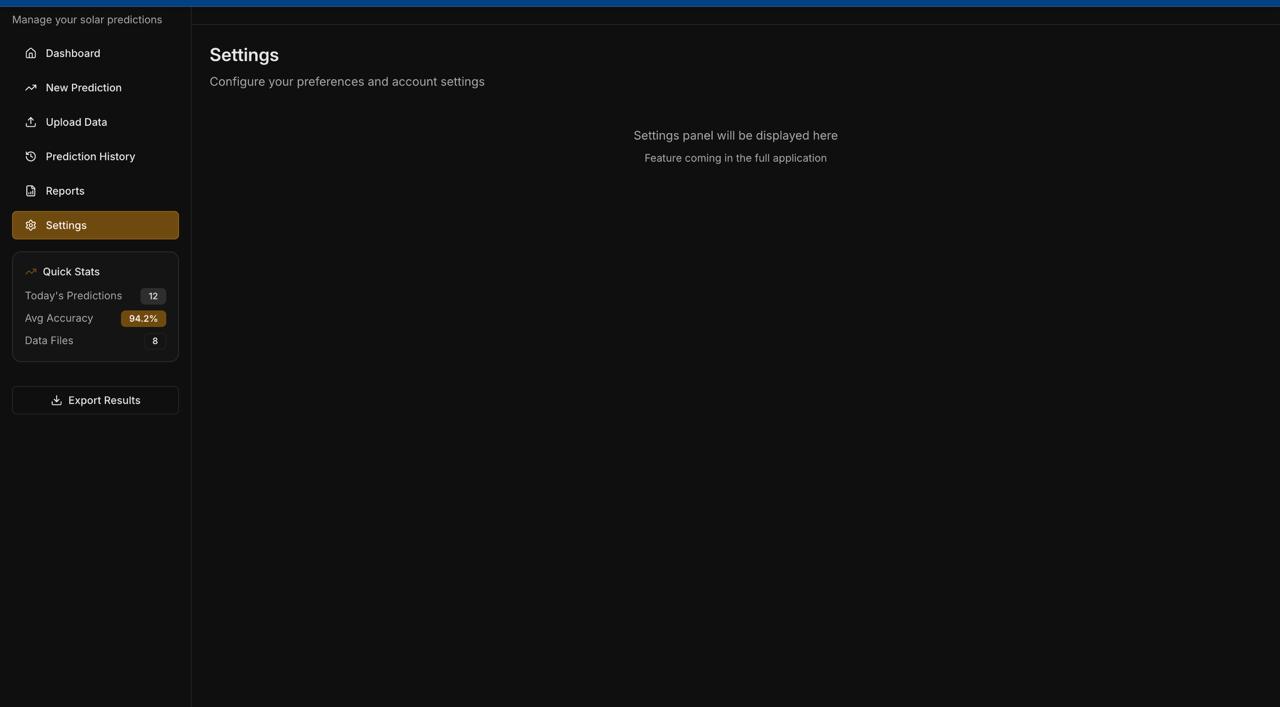 Manage your solar predictions
Dashboard
New Prediction
Upload Data
Prediction History
Reports
Settings
Quick Stats
Today's Predictions 12
Avg Accuracy 94.2%
Data Files 8
Export Results
Settings
Configure your preferences and account settings
Settings panel will be displayed here
Feature coming in the full application